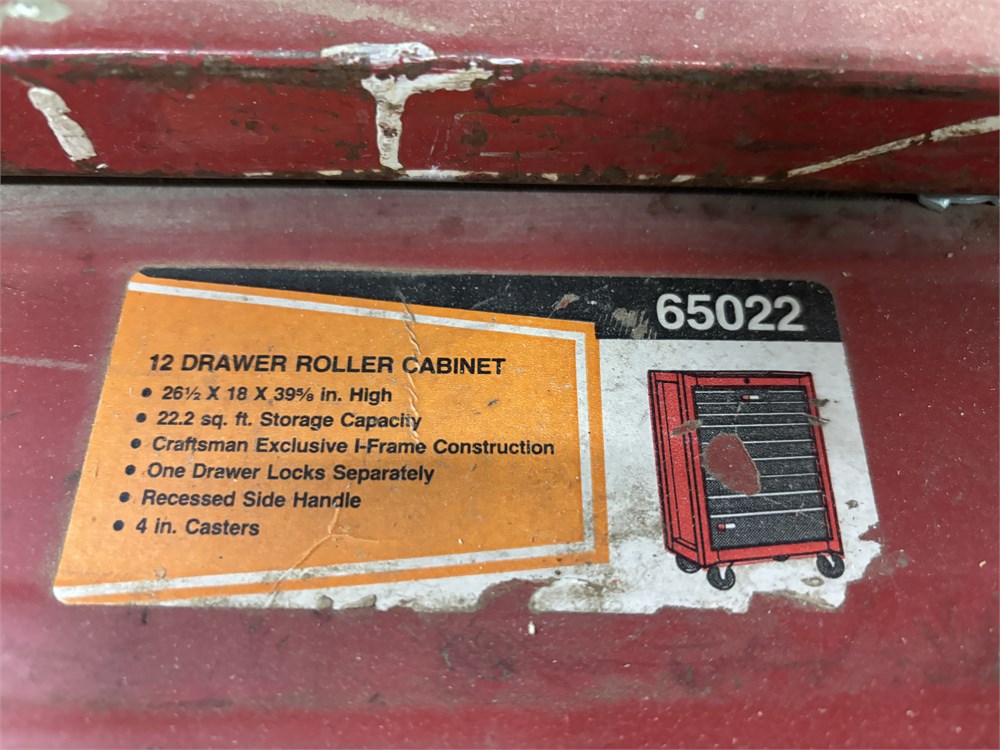 65022
12 DRAWER ROLLER CABINET
• 26½ X 18 X 39⅝ in. High
• 22.2 sq. ft. Storage Capacity
• Craftsman Exclusive I-Frame Construction
• One Drawer Locks Separately
• Recessed Side Handle
• 4 in. Casters